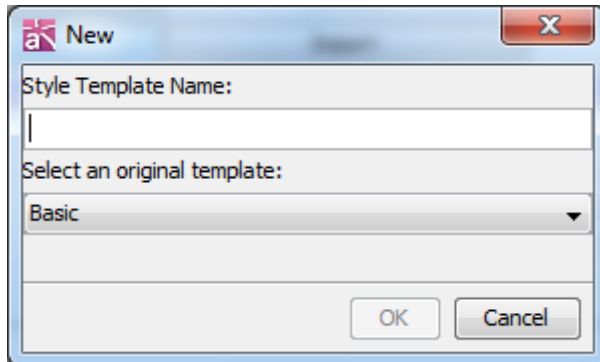 New
Style Template Name:
Select an original template:
Basic
OK Cancel